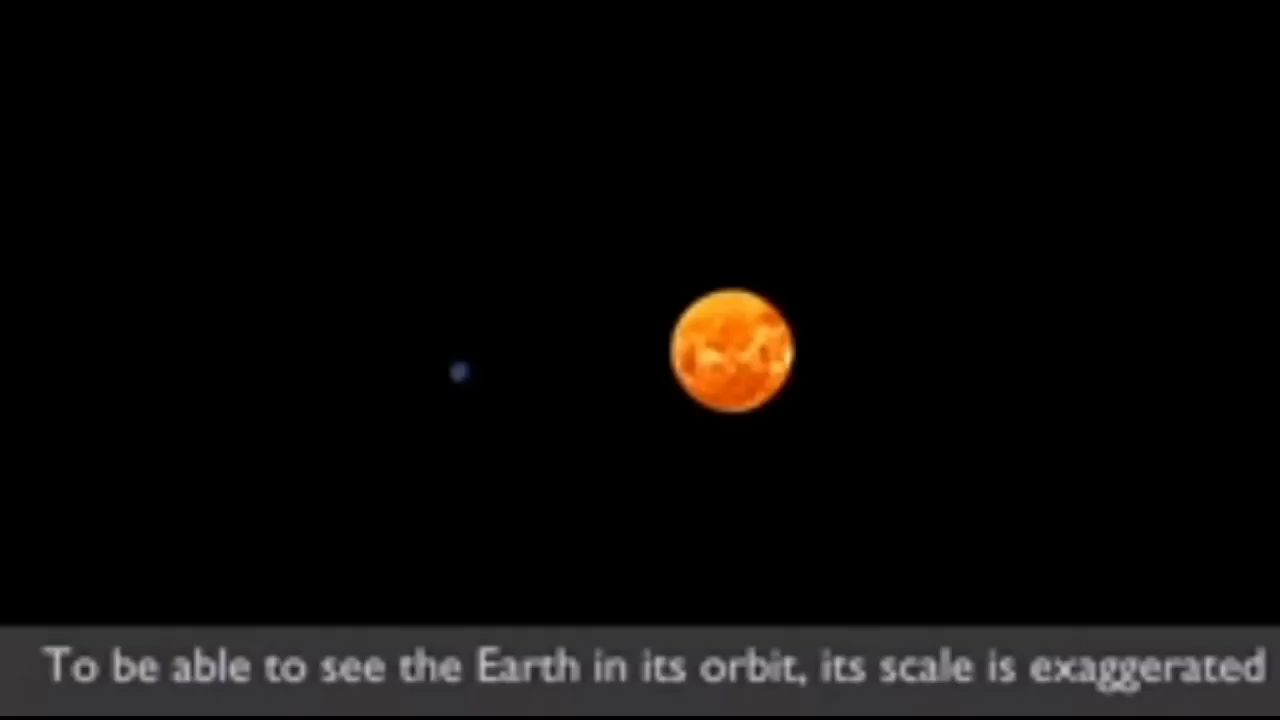 To be able to see the Earth in its orbit, its scale is exaggerated